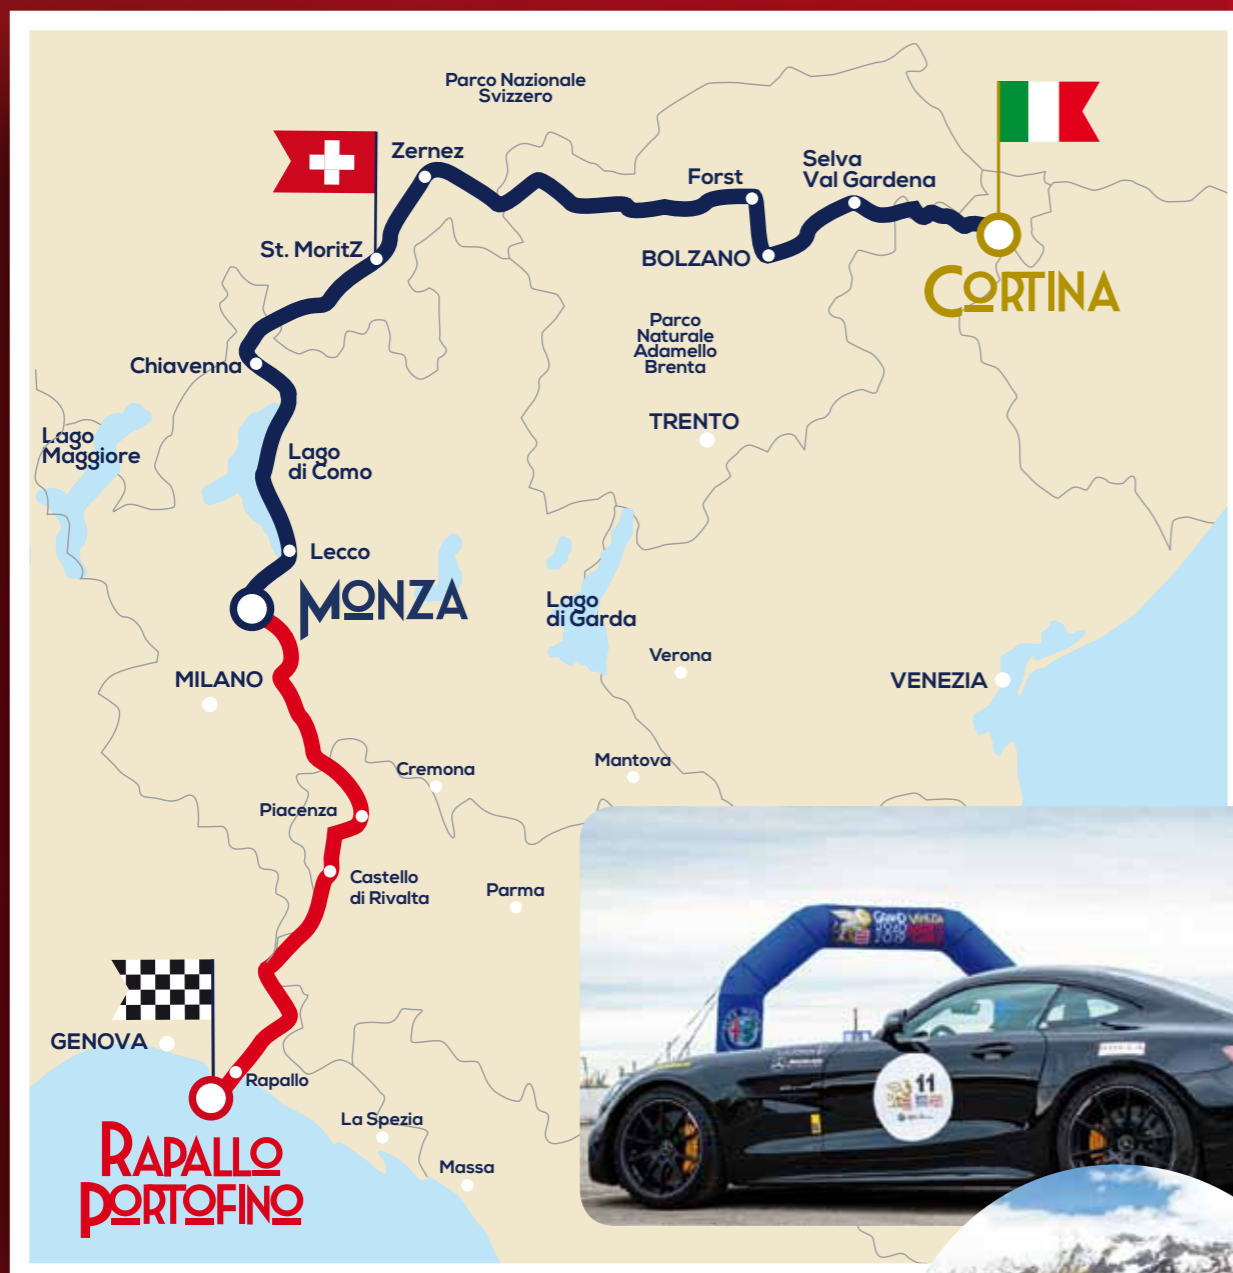 Parco Nazionale
Svizzero
Zernez
Selva
Val Gardena
Forst
St. MoritZ
BOLZANO
CORTINA
Parco
Naturale
Adamello
Brenta
Chiavenna
TRENTO
Lago
Maggiore
Lago
di Como
Lecco
MONZA
Lago
di Garda
Verona
MILANO
VENEZIA
Mantova
Cremona
Piacenza
Castello
di Rivalta
Parma
GENOVA
Rapallo
La Spezia
Massa
RAPALLO
PORTOFINO
11